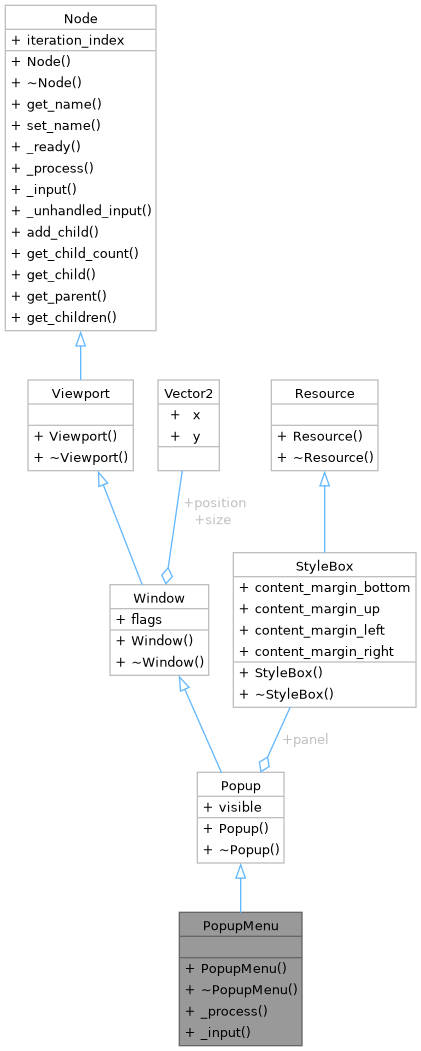 Node
+ iteration_index
+ Node()
+ ~Node()
+ get_name()
+ set_name()
+ _ready()
+ _process()
+ _input()
+ _unhandled_input()
+ add_child()
+ get_child_count()
+ get_child()
+ get_parent()
+ get_children()
Viewport
+ Viewport()
+ ~Viewport()
Vector2
+ x
+ y
Resource
+ Resource()
+ ~Resource()
+position
+size
StyleBox
+ content_margin_bottom
+ content_margin_up
+ content_margin_left
+ content_margin_right
+ StyleBox()
+ ~StyleBox()
Window
+ flags
+ Window()
+ ~Window()
+panel
Popup
+ visible
+ Popup()
+ ~Popup()
PopupMenu
+ PopupMenu()
+ ~PopupMenu()
+ _process()
+ _input()